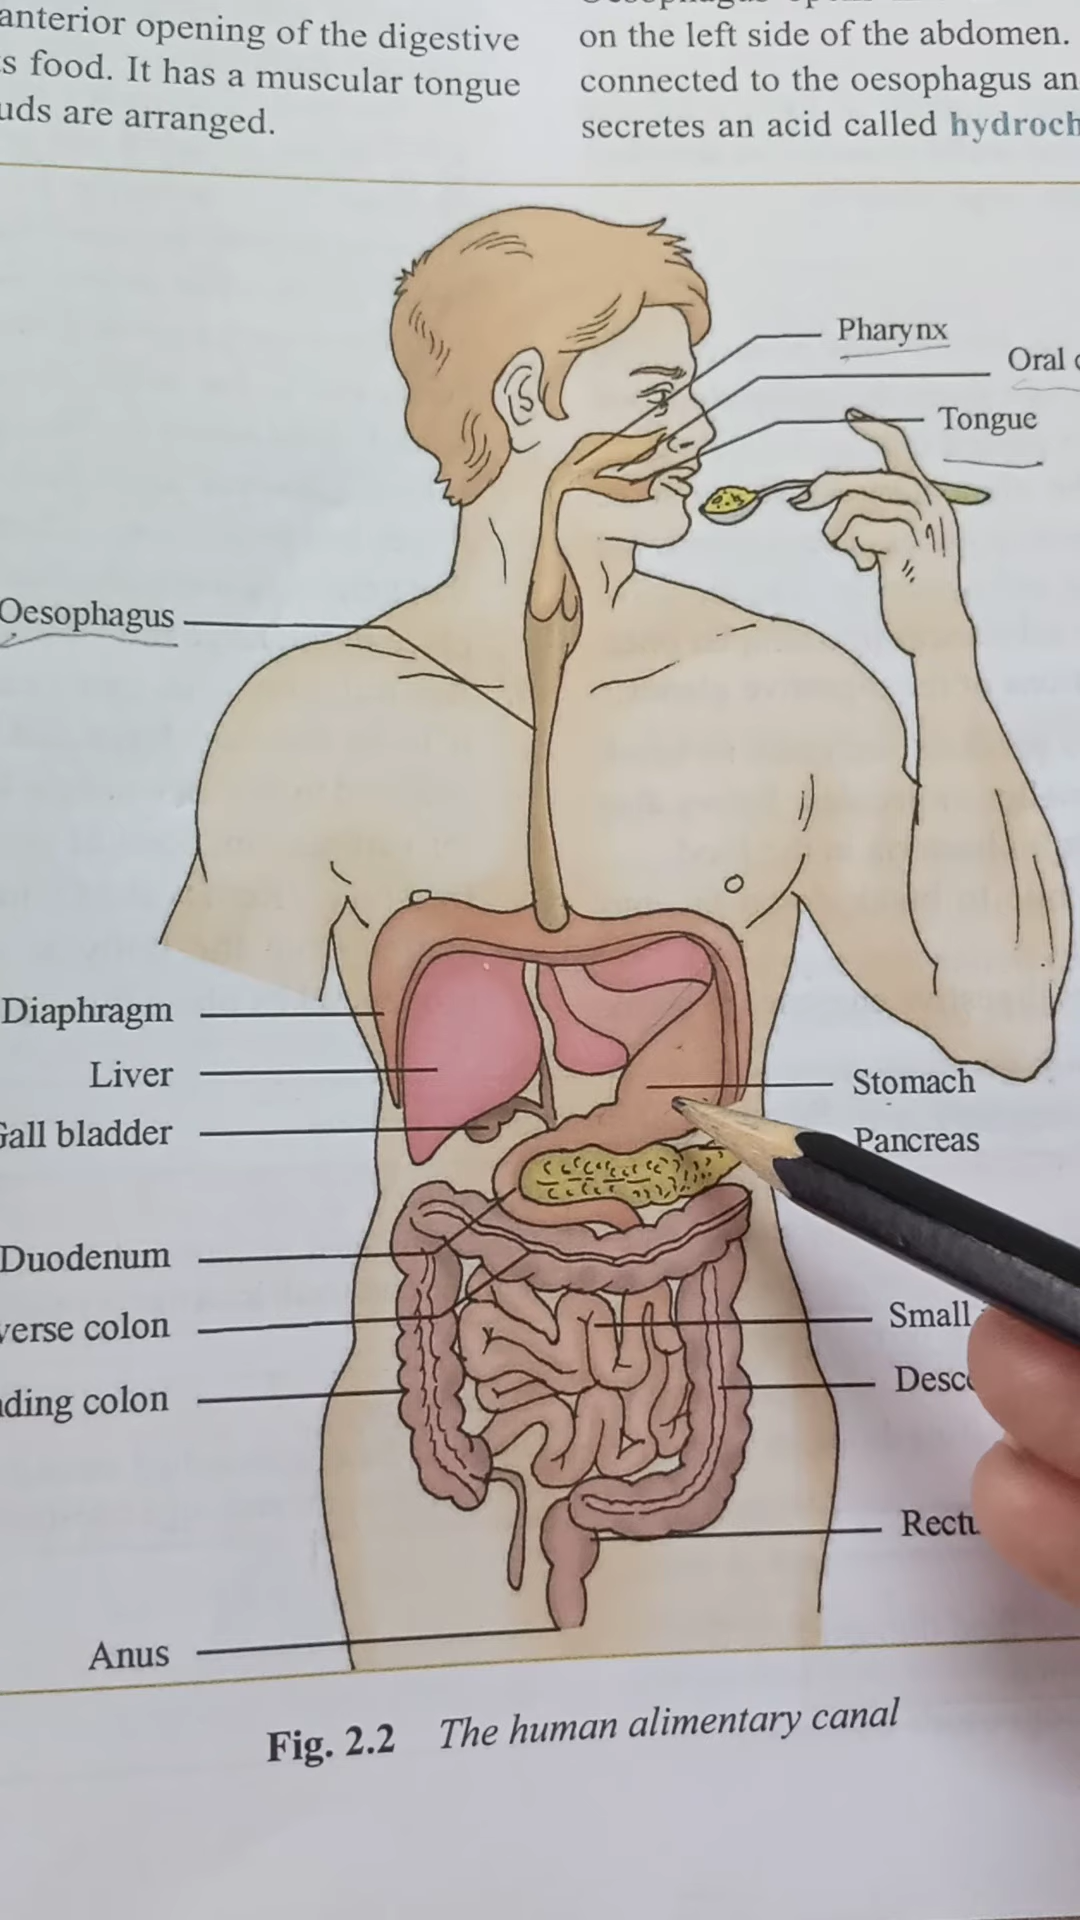 anterior opening of the digestive
s food. It has a muscular tongue
uds are arranged.
on the left side of the abdomen.
connected to the oesophagus an
secretes an acid called hydroch
Pharynx
Oral c
Tongue
Oesophagus
Diaphragm
Liver
Gall bladder
Stomach
Pancreas
Duodenum
verse colon
ding colon
Small
Desc
Rectu
Anus
Fig. 2.2 The human alimentary canal